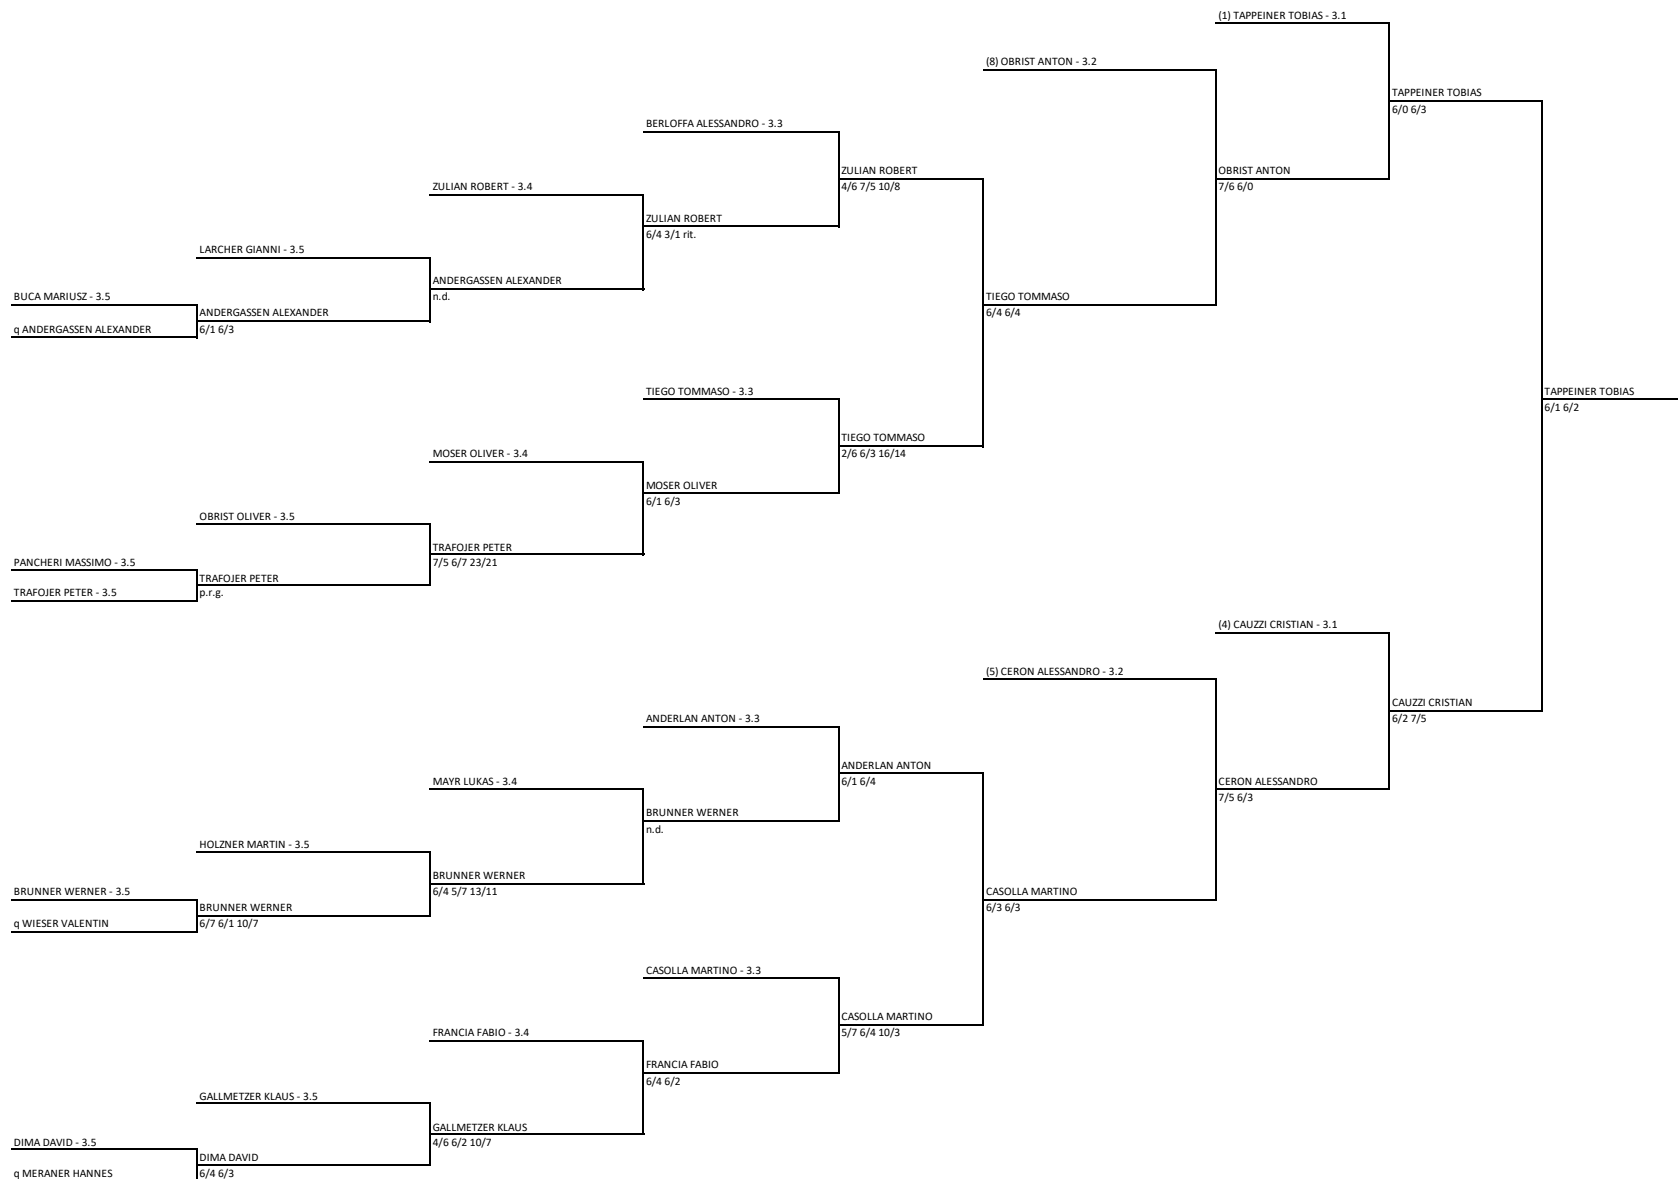 (1) TAPPEINER TOBIAS - 3.1
(8) OBRIST ANTON - 3.2
TAPPEINER TOBIAS
6/0 6/3
BERLOFFA ALESSANDRO - 3.3
ZULIAN ROBERT
4/6 7/5 10/8
OBRIST ANTON
7/6 6/0
ZULIAN ROBERT - 3.4
ZULIAN ROBERT
6/4 3/1 rit.
LARCHER GIANNI - 3.5
ANDERGASSEN ALEXANDER
n.d.
BUCA MARIUSZ - 3.5
TIEGO TOMMASO
6/4 6/4
ANDERGASSEN ALEXANDER
6/1 6/3
q ANDERGASSEN ALEXANDER
TIEGO TOMMASO - 3.3
TAPPEINER TOBIAS
6/1 6/2
TIEGO TOMMASO
2/6 6/3 16/14
MOSER OLIVER - 3.4
MOSER OLIVER
6/1 6/3
OBRIST OLIVER - 3.5
TRAFOJER PETER
7/5 6/7 23/21
PANCHERI MASSIMO - 3.5
TRAFOJER PETER
p.r.g.
TRAFOJER PETER - 3.5
(4) CAUZZI CRISTIAN - 3.1
(5) CERON ALESSANDRO - 3.2
CAUZZI CRISTIAN
6/2 7/5
ANDERLAN ANTON - 3.3
ANDERLAN ANTON
6/1 6/4
MAYR LUKAS - 3.4
CERON ALESSANDRO
7/5 6/3
BRUNNER WERNER
n.d.
HOLZNER MARTIN - 3.5
BRUNNER WERNER
6/4 5/7 13/11
BRUNNER WERNER - 3.5
CASOLLA MARTINO
6/3 6/3
BRUNNER WERNER
6/7 6/1 10/7
q WIESER VALENTIN
CASOLLA MARTINO - 3.3
CASOLLA MARTINO
5/7 6/4 10/3
FRANCIA FABIO - 3.4
FRANCIA FABIO
6/4 6/2
GALLMETZER KLAUS - 3.5
GALLMETZER KLAUS
4/6 6/2 10/7
DIMA DAVID - 3.5
DIMA DAVID
6/4 6/3
q MERANER HANNES